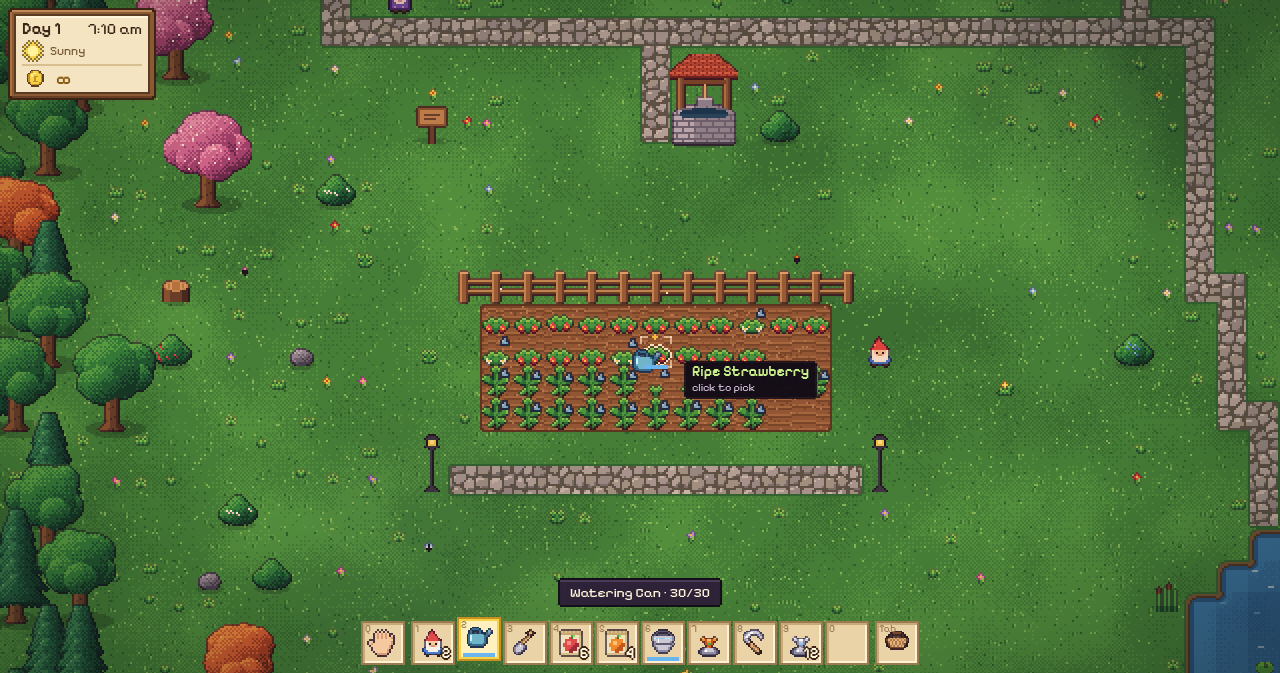 Day 1 7:10 am
Sunny
∞
Ripe Strawberry
click to pick
Watering Can · 30/30
0 1 2 3 4 5 6 7 8 9 0 Tab